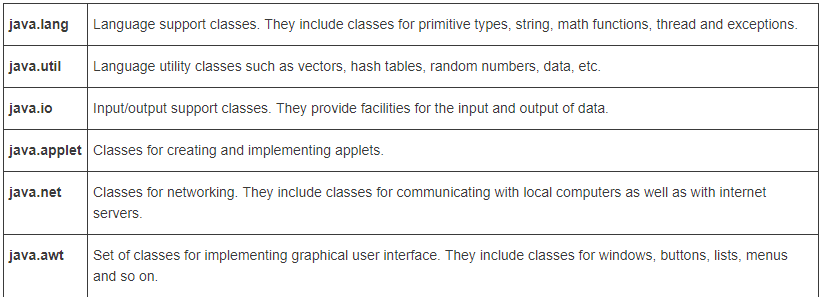 java.lang Language support classes. They include classes for primitive types, string, math functions, thread and exceptions.
java.util Language utility classes such as vectors, hash tables, random numbers, data, etc.
java.io Input/output support classes. They provide facilities for the input and output of data.
java.applet Classes for creating and implementing applets.
java.net Classes for networking. They include classes for communicating with local computers as well as with internet
servers.
java.awt Set of classes for implementing graphical user interface. They include classes for windows, buttons, lists, menus
and so on.